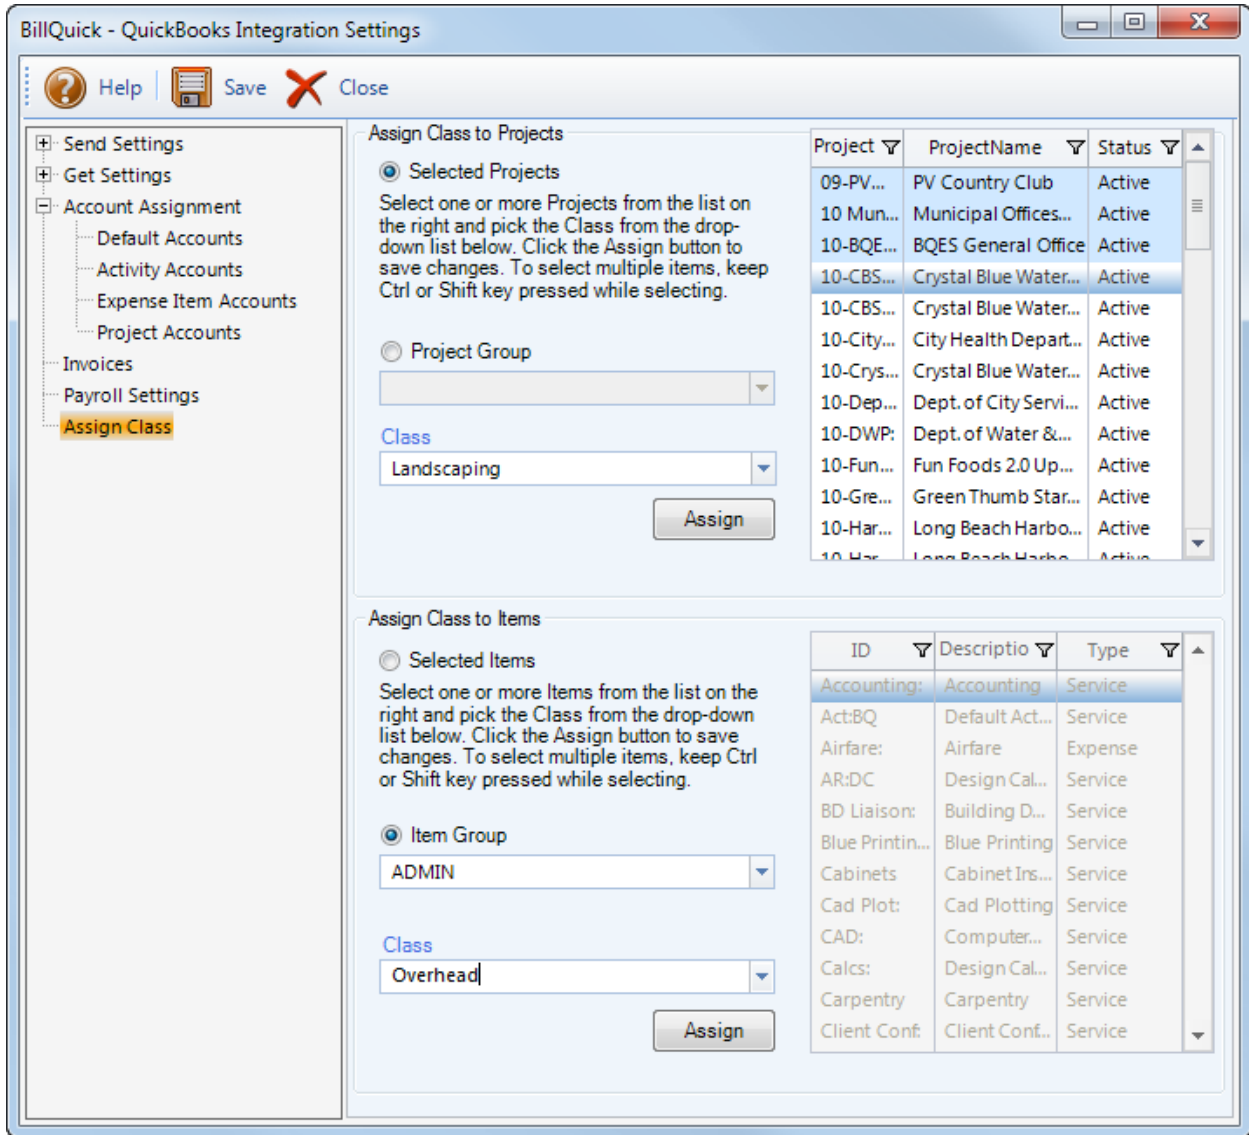 BillQuick - QuickBooks Integration Settings
Help Save Close
Send Settings
Get Settings
Account Assignment
Default Accounts
Activity Accounts
Expense Item Accounts
Project Accounts
Invoices
Payroll Settings
Assign Class
Assign Class to Projects
Selected Projects
Select one or more Projects from the list on
the right and pick the Class from the drop-
down list below. Click the Assign button to
save changes. To select multiple items, keep
Ctrl or Shift key pressed while selecting.
Project Group
Class
Landscaping
Assign
Project ProjectName Status
09-PV... PV Country Club Active
10 Mun... Municipal Offices... Active
10-BQE... BQES General Office Active
10-CBS... Crystal Blue Water... Active
10-CBS... Crystal Blue Water... Active
10-City... City Health Depart... Active
10-Crys... Crystal Blue Water... Active
10-Dep... Dept. of City Servi... Active
10-DWP: Dept. of Water &... Active
10-Fun... Fun Foods 2.0 Up... Active
10-Gre... Green Thumb Star... Active
10-Har... Long Beach Harbo... Active
10-Har... Long Beach Harbo... Active
Assign Class to Items
Selected Items
Select one or more Items from the list on the
right and pick the Class from the drop-down
list below. Click the Assign button to save
changes. To select multiple items, keep Ctrl
or Shift key pressed while selecting.
Item Group
ADMIN
Class
Overhead
Assign
ID Descriptio Type
Accounting: Accounting Service
Act:BQ Default Act... Service
Airfare: Airfare Expense
AR:DC Design Cal... Service
BD Liaison: Building D... Service
Blue Printin... Blue Printing Service
Cabinets Cabinet Ins... Service
Cad Plot: Cad Plotting Service
CAD: Computer... Service
Calcs: Design Cal... Service
Carpentry Carpentry Service
Client Conf: Client Conf... Service